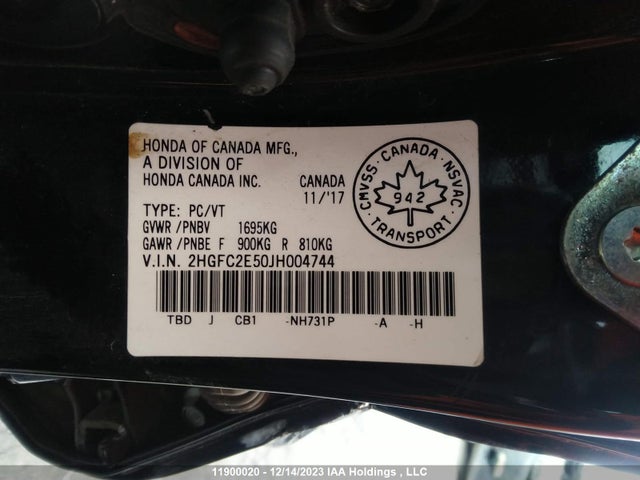 HONDA OF CANADA MFG.,
A DIVISION OF
HONDA CANADA INC. CANADA
11/'17
TYPE: PC/VT
GVWR /PNBV 1695KG
GAWR /PNBE F 900KG R 810KG
V.I.N. 2HGFC2E50JH004744
TBD J CB1 -NH731P -A -H
CMVSS · CANADA · NSVAC
942
TRANSPORT
11900020 - 12/14/2023 IAA Holdings , LLC